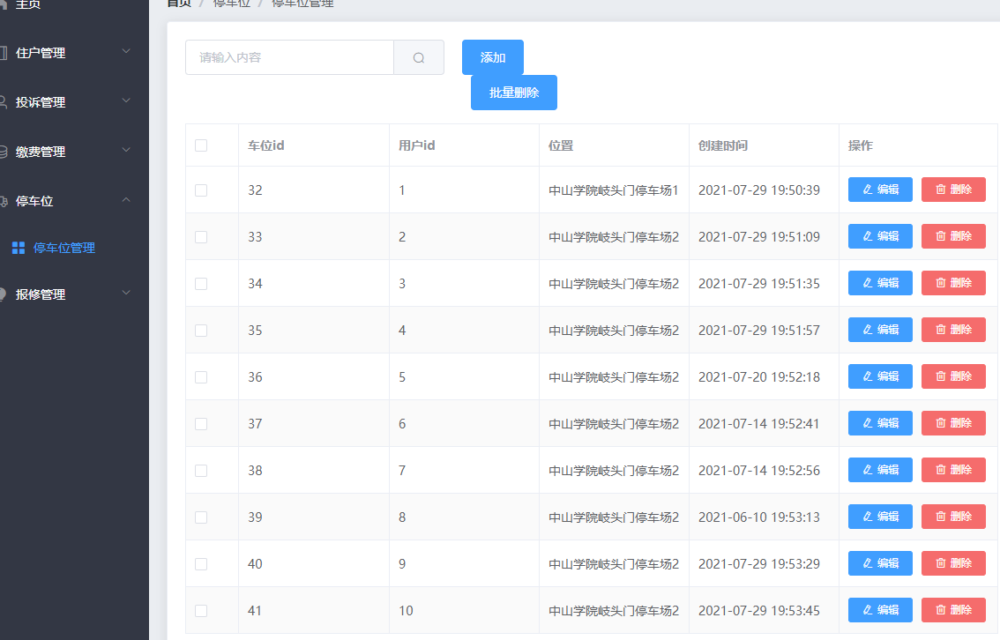 主页
住户管理
投诉管理
缴费管理
停车位
停车位管理
报修管理
首页 / 停车位 / 停车位管理
请输入内容 添加
批量删除
车位id 用户id 位置 创建时间 操作
32 1 中山学院岐头门停车场1 2021-07-29 19:50:39 编辑 删除
33 2 中山学院岐头门停车场2 2021-07-29 19:51:09 编辑 删除
34 3 中山学院岐头门停车场2 2021-07-29 19:51:35 编辑 删除
35 4 中山学院岐头门停车场2 2021-07-29 19:51:57 编辑 删除
36 5 中山学院岐头门停车场2 2021-07-20 19:52:18 编辑 删除
37 6 中山学院岐头门停车场2 2021-07-14 19:52:41 编辑 删除
38 7 中山学院岐头门停车场2 2021-07-14 19:52:56 编辑 删除
39 8 中山学院岐头门停车场2 2021-06-10 19:53:13 编辑 删除
40 9 中山学院岐头门停车场2 2021-07-29 19:53:29 编辑 删除
41 10 中山学院岐头门停车场2 2021-07-29 19:53:45 编辑 删除